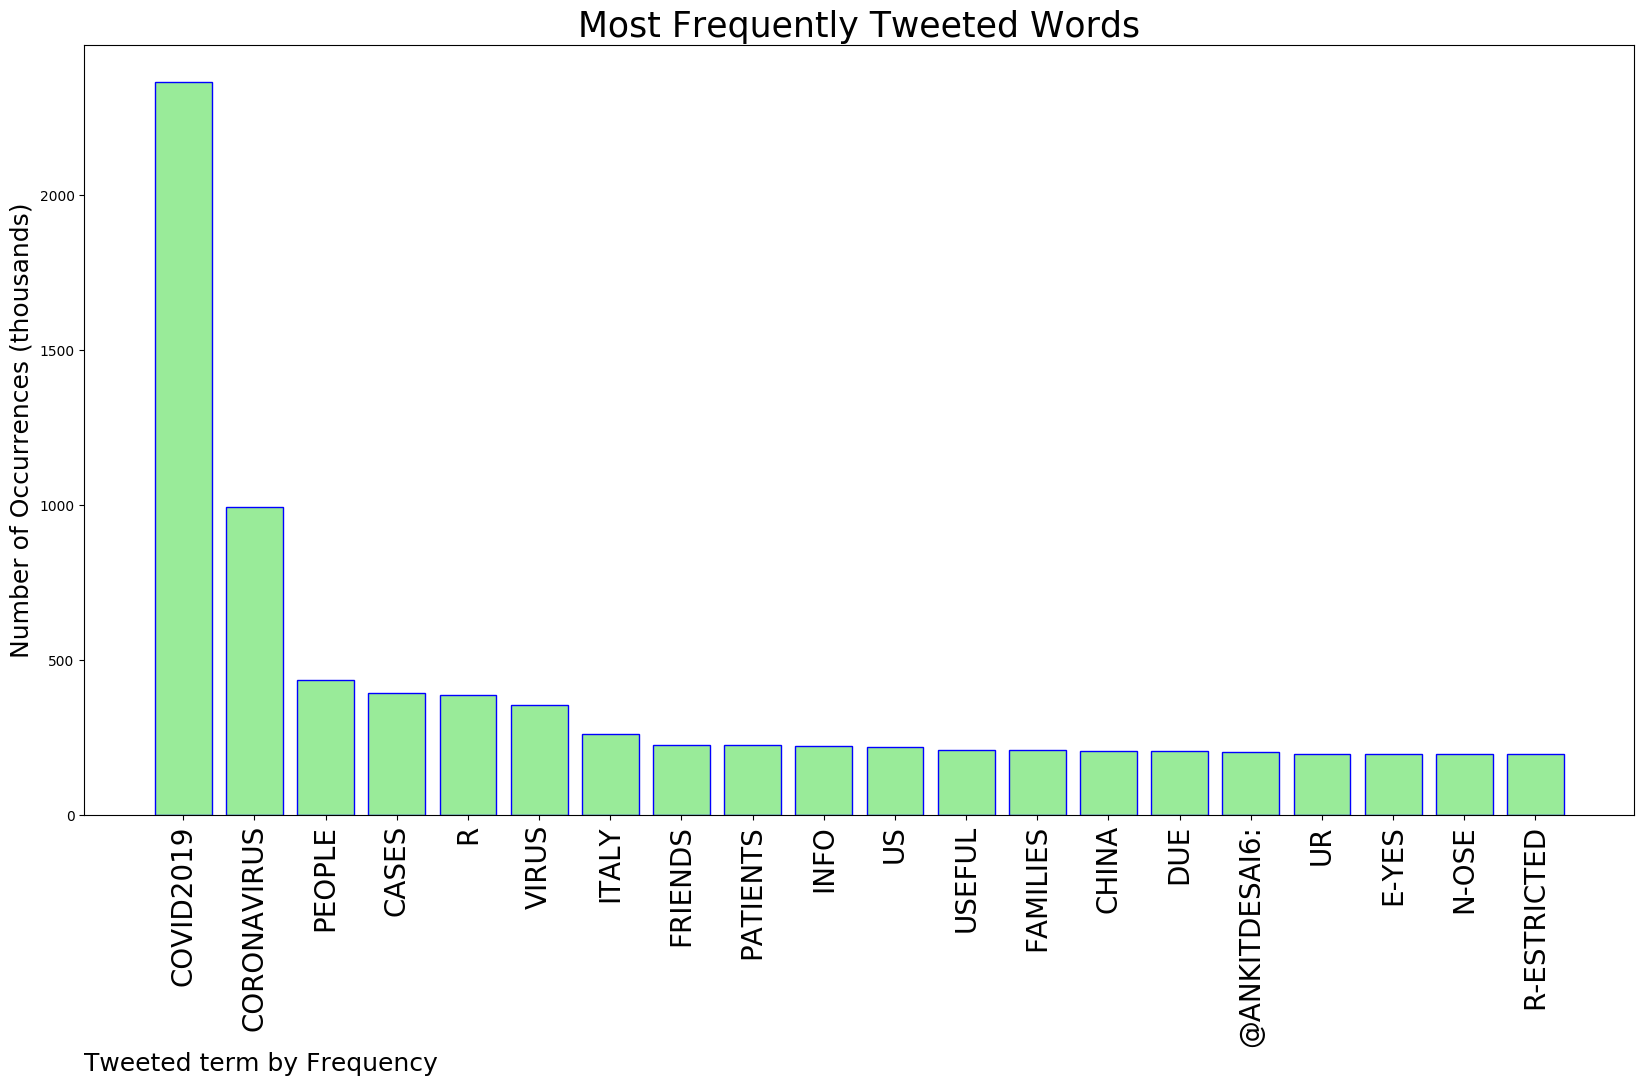 Most Frequently Tweeted Words
Number of Occurrences (thousands)
2000
1500
1000
500
0
COVID2019
CORONAVIRUS
PEOPLE
CASES
R
VIRUS
ITALY
FRIENDS
PATIENTS
INFO
US
USEFUL
FAMILIES
CHINA
DUE
@ANKITDESAI6:
UR
E-YES
N-OSE
R-ESTRICTED
Tweeted term by Frequency